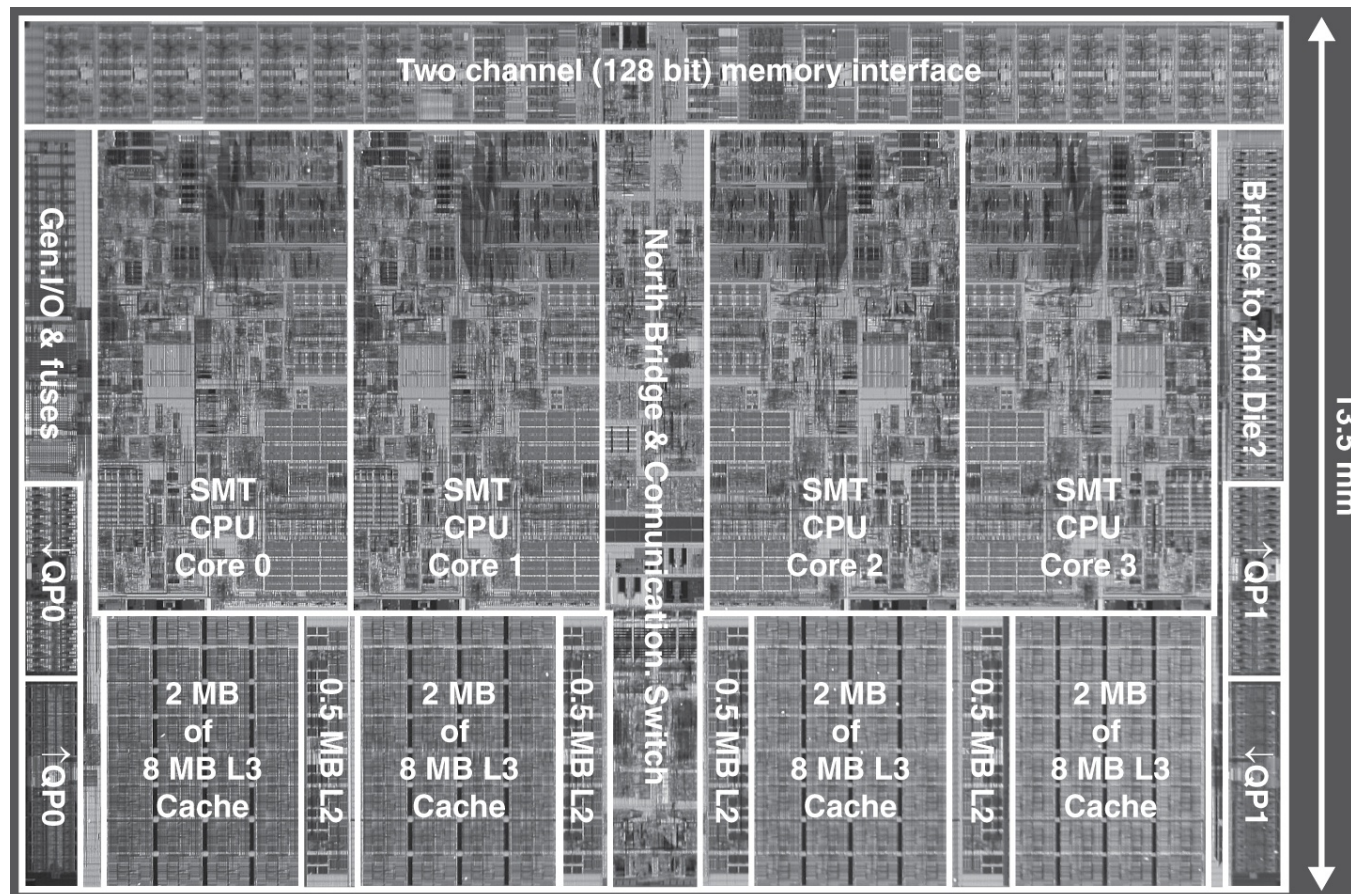 Two channel (128 bit) memory interface
Gen.I/O & fuses
North Bridge & Comunication. Switch
Bridge to 2nd Die?
13.5 mm
SMT
CPU
Core 0
SMT
CPU
Core 1
SMT
CPU
Core 2
SMT
CPU
Core 3
↓QP0
↑QP1
2 MB
of
8 MB L3
Cache
0.5 MB L2
2 MB
of
8 MB L3
Cache
0.5 MB L2
0.5 MB L2
2 MB
of
8 MB L3
Cache
0.5 MB L2
2 MB
of
8 MB L3
Cache
↑QP0
↓QP1